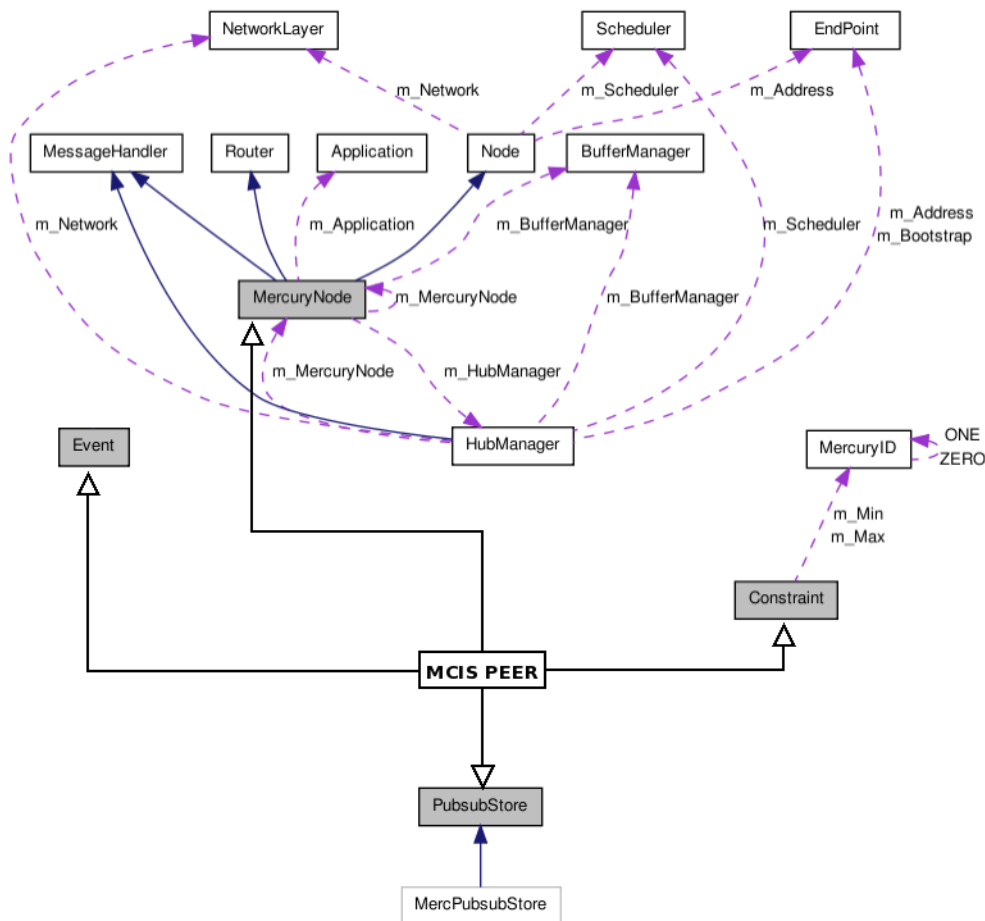 NetworkLayer
Scheduler
EndPoint
m_Network
m_Scheduler
m_Address
MessageHandler
Router
Application
Node
BufferManager
m_Network
m_Application
m_BufferManager
m_Scheduler
m_Address
m_Bootstrap
MercuryNode
m_MercuryNode
m_BufferManager
m_MercuryNode
m_HubManager
Event
HubManager
MercuryID
ONE
ZERO
m_Min
m_Max
Constraint
MCIS PEER
PubsubStore
MercPubsubStore